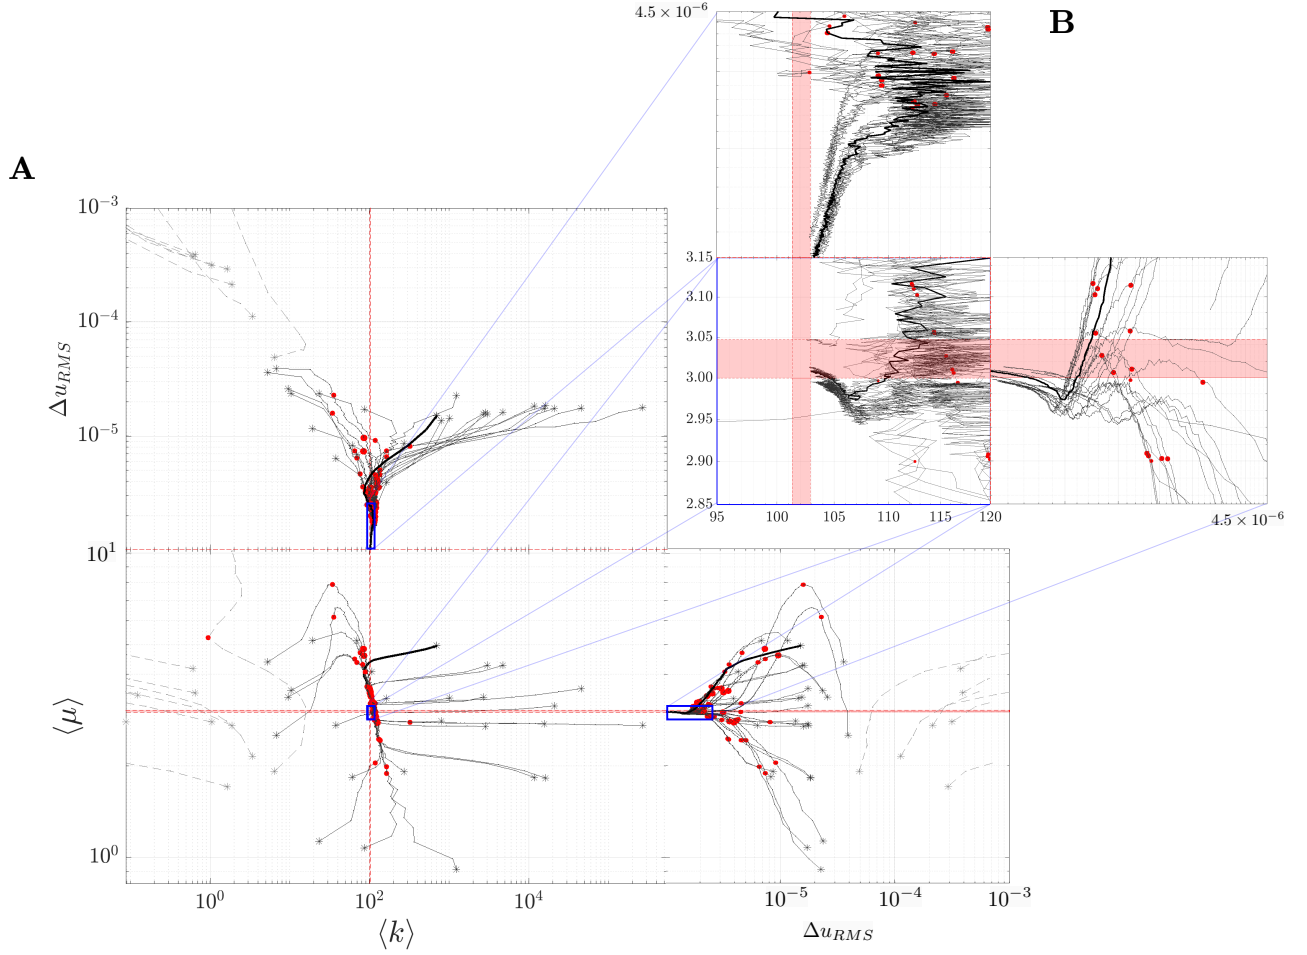 4.5 × 10⁻⁶
B
A
10⁻³
10⁻⁴
10⁻⁵
Δu_RMS
3.15
3.10
3.05
3.00
2.95
2.90
2.85
95 100 105 110 115 120
4.5 × 10⁻⁶
10¹
10⁰
⟨μ⟩
10⁰ 10² 10⁴
⟨k⟩
10⁻⁵ 10⁻⁴ 10⁻³
Δu_RMS